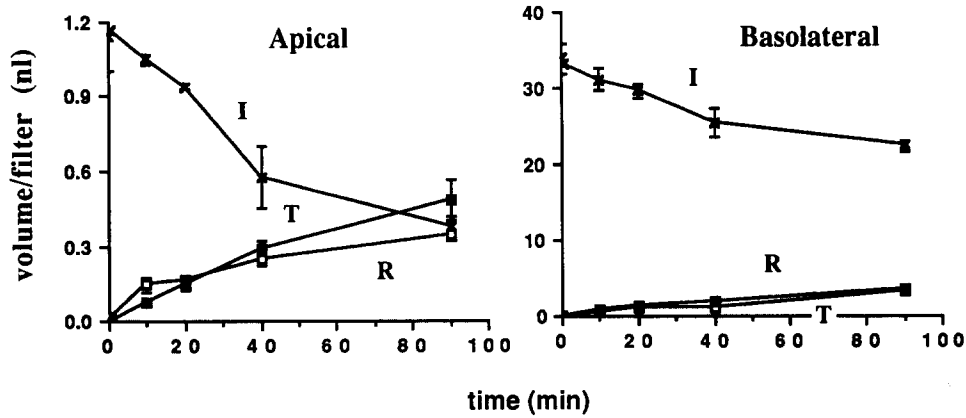 volume/filter (nl)
1.2
0.9
0.6
0.3
0.0
Apical
I
T
R
0 20 40 60 80 100
40
30
20
10
0
Basolateral
I
R
T
0 20 40 60 80 100
time (min)